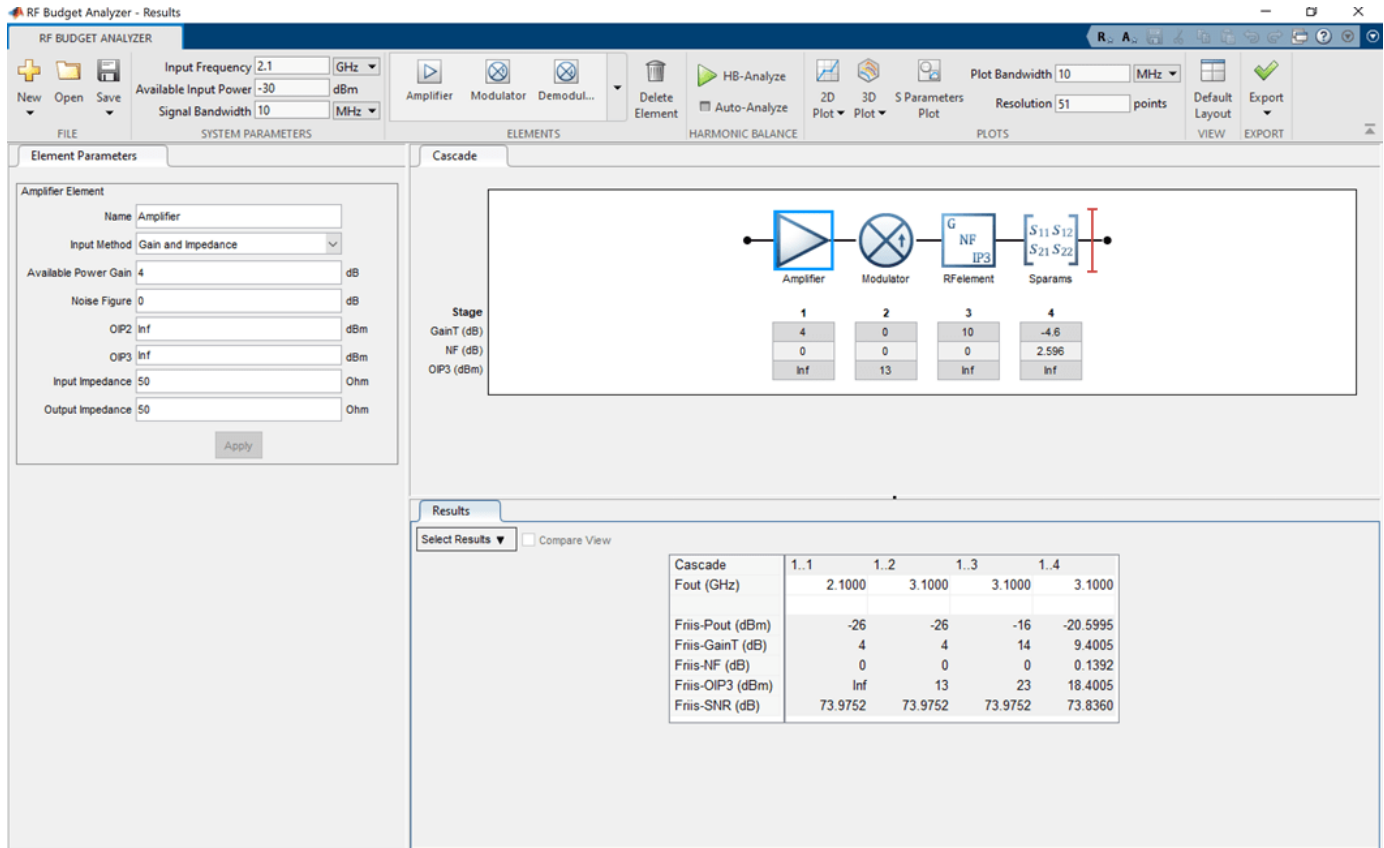 RF Budget Analyzer - Results
RF BUDGET ANALYZER
New Open Save
Input Frequency 2.1 GHz
Available Input Power -30 dBm
Signal Bandwidth 10 MHz
Amplifier Modulator Demodul...
Delete Element
HB-Analyze
Auto-Analyze
2D Plot 3D Plot S Parameters Plot
Plot Bandwidth 10 MHz
Resolution 51 points
Default Layout
Export
FILE SYSTEM PARAMETERS ELEMENTS HARMONIC BALANCE PLOTS VIEW EXPORT
Element Parameters
Amplifier Element
Name Amplifier
Input Method Gain and Impedance
Available Power Gain 4 dB
Noise Figure 0 dB
OIP2 Inf dBm
OIP3 Inf dBm
Input Impedance 50 Ohm
Output Impedance 50 Ohm
Apply
Cascade
G
NF
IP3
S11 S12
S21 S22
Amplifier Modulator RFelement Sparams
Stage 1 2 3 4
GainT (dB) 4 0 10 -4.6
NF (dB) 0 0 0 2.596
OIP3 (dBm) Inf 13 Inf Inf
Results
Select Results ▼ Compare View
Cascade 1..1 1..2 1..3 1..4
Fout (GHz) 2.1000 3.1000 3.1000 3.1000
Friis-Pout (dBm) -26 -26 -16 -20.5995
Friis-GainT (dB) 4 4 14 9.4005
Friis-NF (dB) 0 0 0 0.1392
Friis-OIP3 (dBm) Inf 13 23 18.4005
Friis-SNR (dB) 73.9752 73.9752 73.9752 73.8360